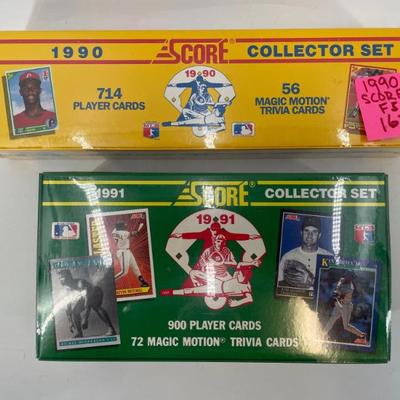 1990 SCORE® COLLECTOR SET
714
PLAYER CARDS
1990
56
MAGIC MOTION®
TRIVIA CARDS
1990
SCORE
FS
16
1991 SCORE® COLLECTOR SET
1991
900 PLAYER CARDS
72 MAGIC MOTION® TRIVIA CARDS